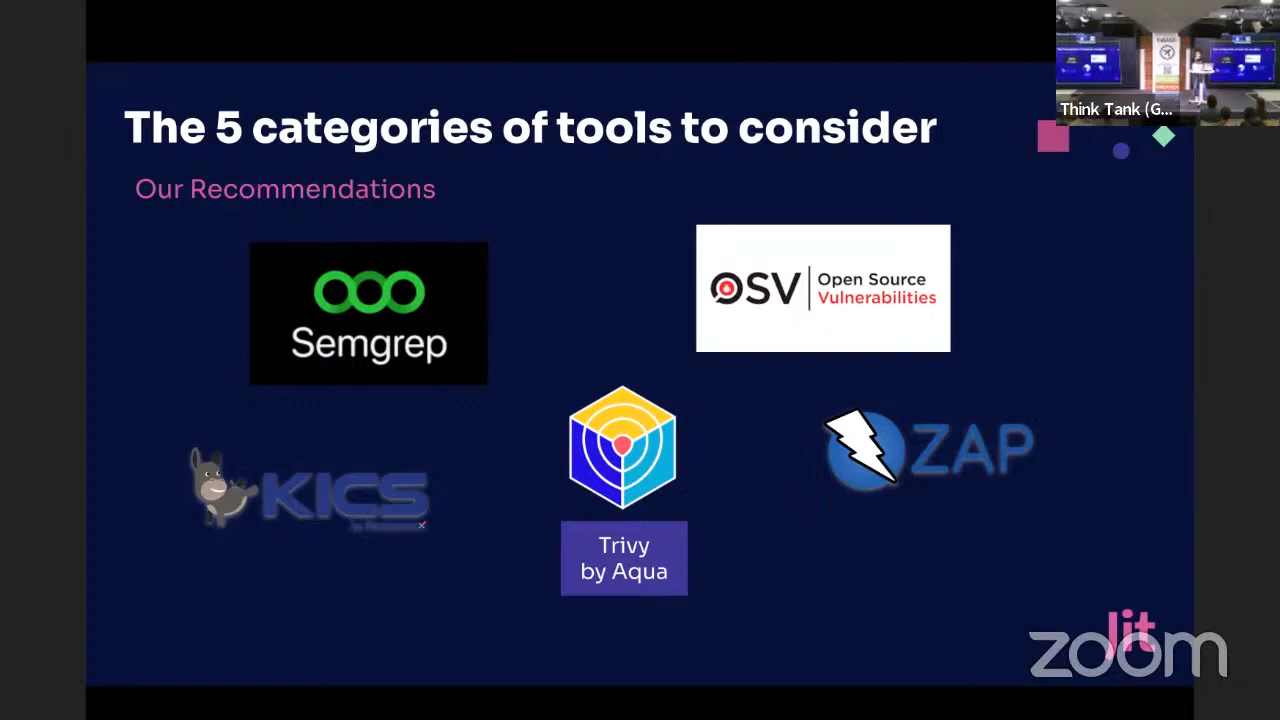 The 5 categories of tools to consider
Our Recommendations
Think Tank (G...
Semgrep
OSV
Open Source
Vulnerabilities
KICS
ZAP
Trivy
by Aqua
Jit
zoom